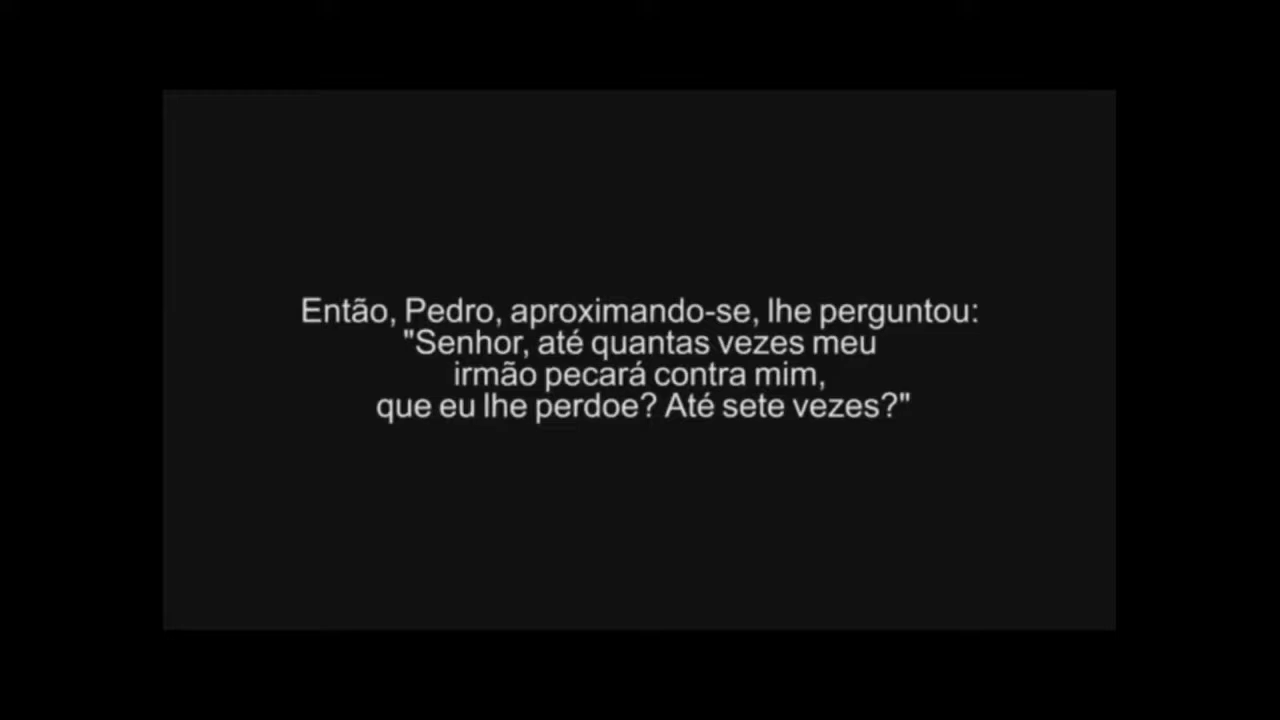 Então, Pedro, aproximando-se, lhe perguntou:
"Senhor, até quantas vezes meu
irmão pecará contra mim,
que eu lhe perdoe? Até sete vezes?"